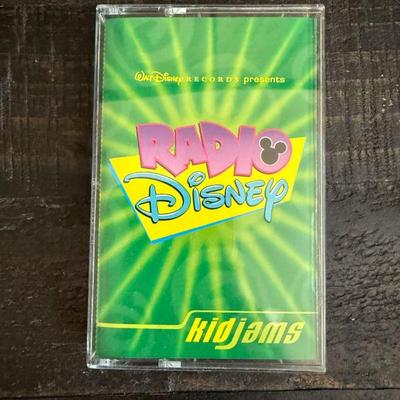 Walt Disney RECORDS presents
RADIO
DISNEY
kidjams